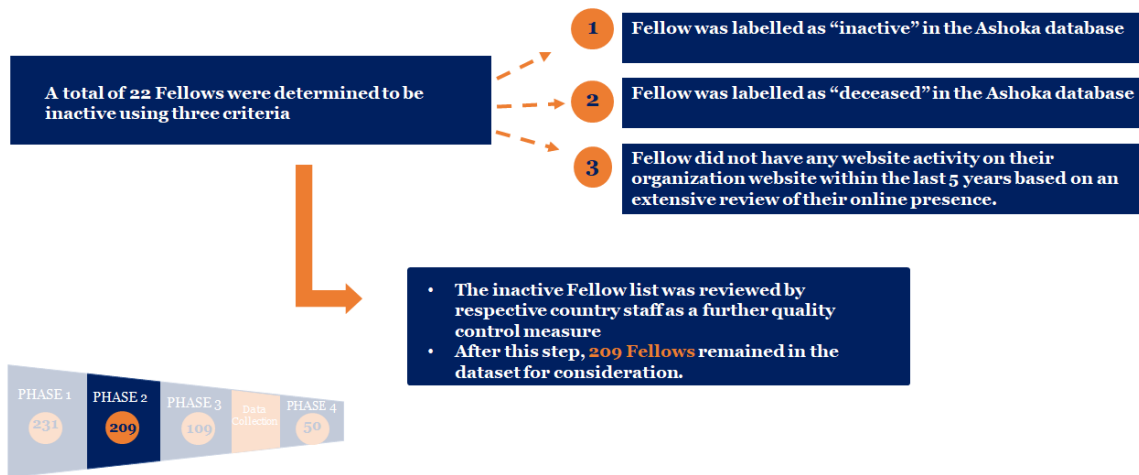 A total of 22 Fellows were determined to be
inactive using three criteria
1
Fellow was labelled as “inactive” in the Ashoka database
2
Fellow was labelled as “deceased” in the Ashoka database
3
Fellow did not have any website activity on their
organization website within the last 5 years based on an
extensive review of their online presence.
• The inactive Fellow list was reviewed by
respective country staff as a further quality
control measure
• After this step, 209 Fellows remained in the
dataset for consideration.
PHASE 1
231
PHASE 2
209
PHASE 3
109
Data
Collection
PHASE 4
50